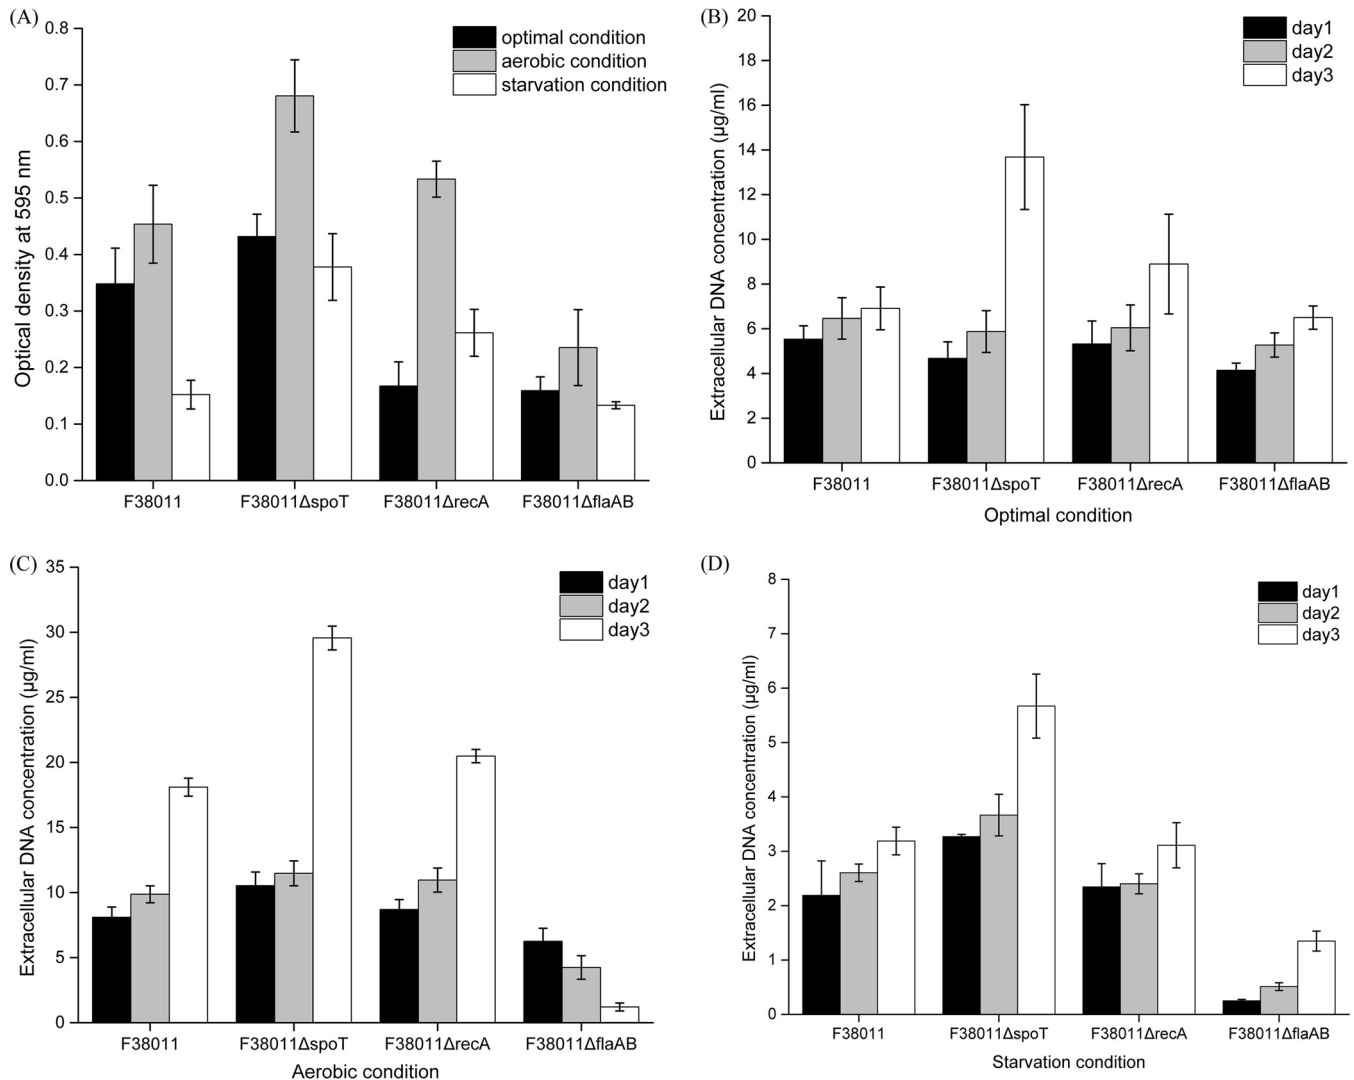 (A)
0.8
0.7
0.6
0.5
0.4
0.3
0.2
0.1
0.0
Optical density at 595 nm
optimal condition
aerobic condition
starvation condition
F38011
F38011ΔspoT
F38011ΔrecA
F38011ΔflaAB
(B)
20
18
16
14
12
10
8
6
4
2
0
Extracellular DNA concentration (µg/ml)
day1
day2
day3
F38011
F38011ΔspoT
F38011ΔrecA
F38011ΔflaAB
Optimal condition
(C)
35
30
25
20
15
10
5
0
Extracellular DNA concentration (µg/ml)
day1
day2
day3
F38011
F38011ΔspoT
F38011ΔrecA
F38011ΔflaAB
Aerobic condition
(D)
8
7
6
5
4
3
2
1
0
Extracellular DNA concentration (µg/ml)
day1
day2
day3
F38011
F38011ΔspoT
F38011ΔrecA
F38011ΔflaAB
Starvation condition